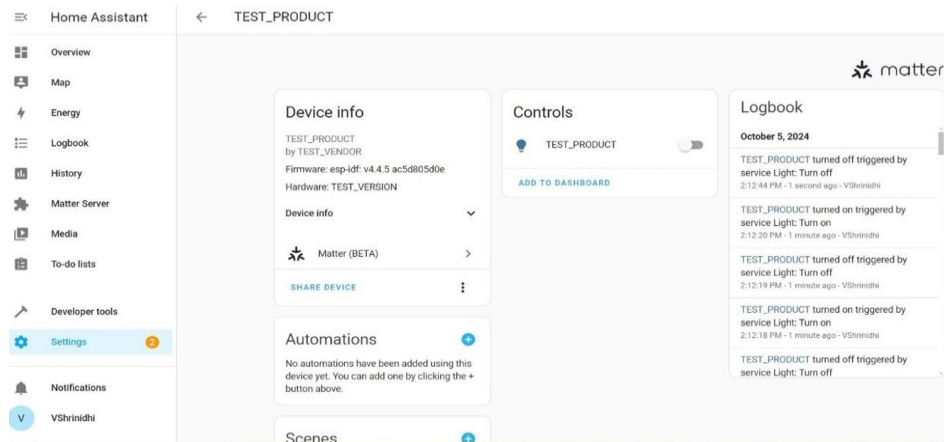 Home Assistant
TEST_PRODUCT
Overview
Map
Energy
Logbook
History
Matter Server
Media
To-do lists
Developer tools
Settings
2
Notifications
V
VShrinidhi
matter
Device info
TEST_PRODUCT
by TEST_VENDOR
Firmware: esp-idf: v4.4.5 ac5d805d0e
Hardware: TEST_VERSION
Device info
Matter (BETA)
SHARE DEVICE
Automations
No automations have been added using this
device yet. You can add one by clicking the +
button above.
Scenes
Controls
TEST_PRODUCT
ADD TO DASHBOARD
Logbook
October 5, 2024
TEST_PRODUCT turned off triggered by
service Light: Turn off
2:12:44 PM - 1 second ago - VShrinidhi
TEST_PRODUCT turned on triggered by
service Light: Turn on
2:12:20 PM - 1 minute ago - VShrinidhi
TEST_PRODUCT turned off triggered by
service Light: Turn off
2:12:19 PM - 1 minute ago - VShrinidhi
TEST_PRODUCT turned on triggered by
service Light: Turn on
2:12:18 PM - 1 minute ago - VShrinidhi
TEST_PRODUCT turned off triggered by
service Light: Turn off